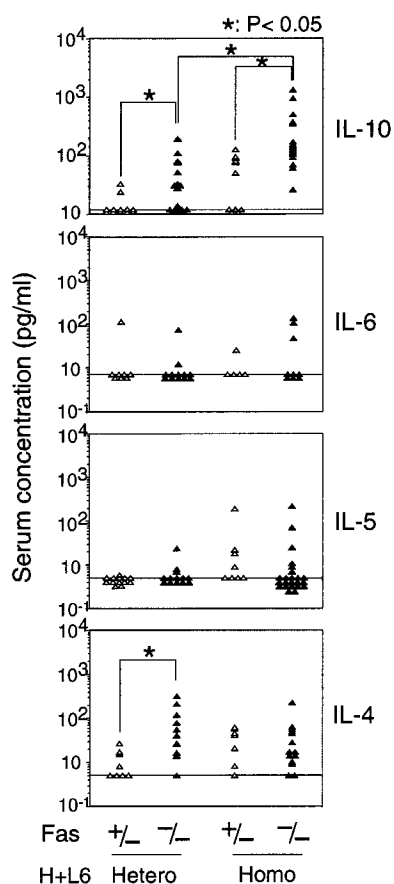 *: P< 0.05
10⁴
*
*
*
10³
IL-10
10²
10
10⁴
10³
IL-6
10²
10
10⁻¹
10⁴
10³
IL-5
10²
10
10⁻¹
10⁴
*
10³
IL-4
10²
10
10⁻¹
Serum concentration (pg/ml)
Fas +/− −/− +/− −/−
H+L6 Hetero Homo